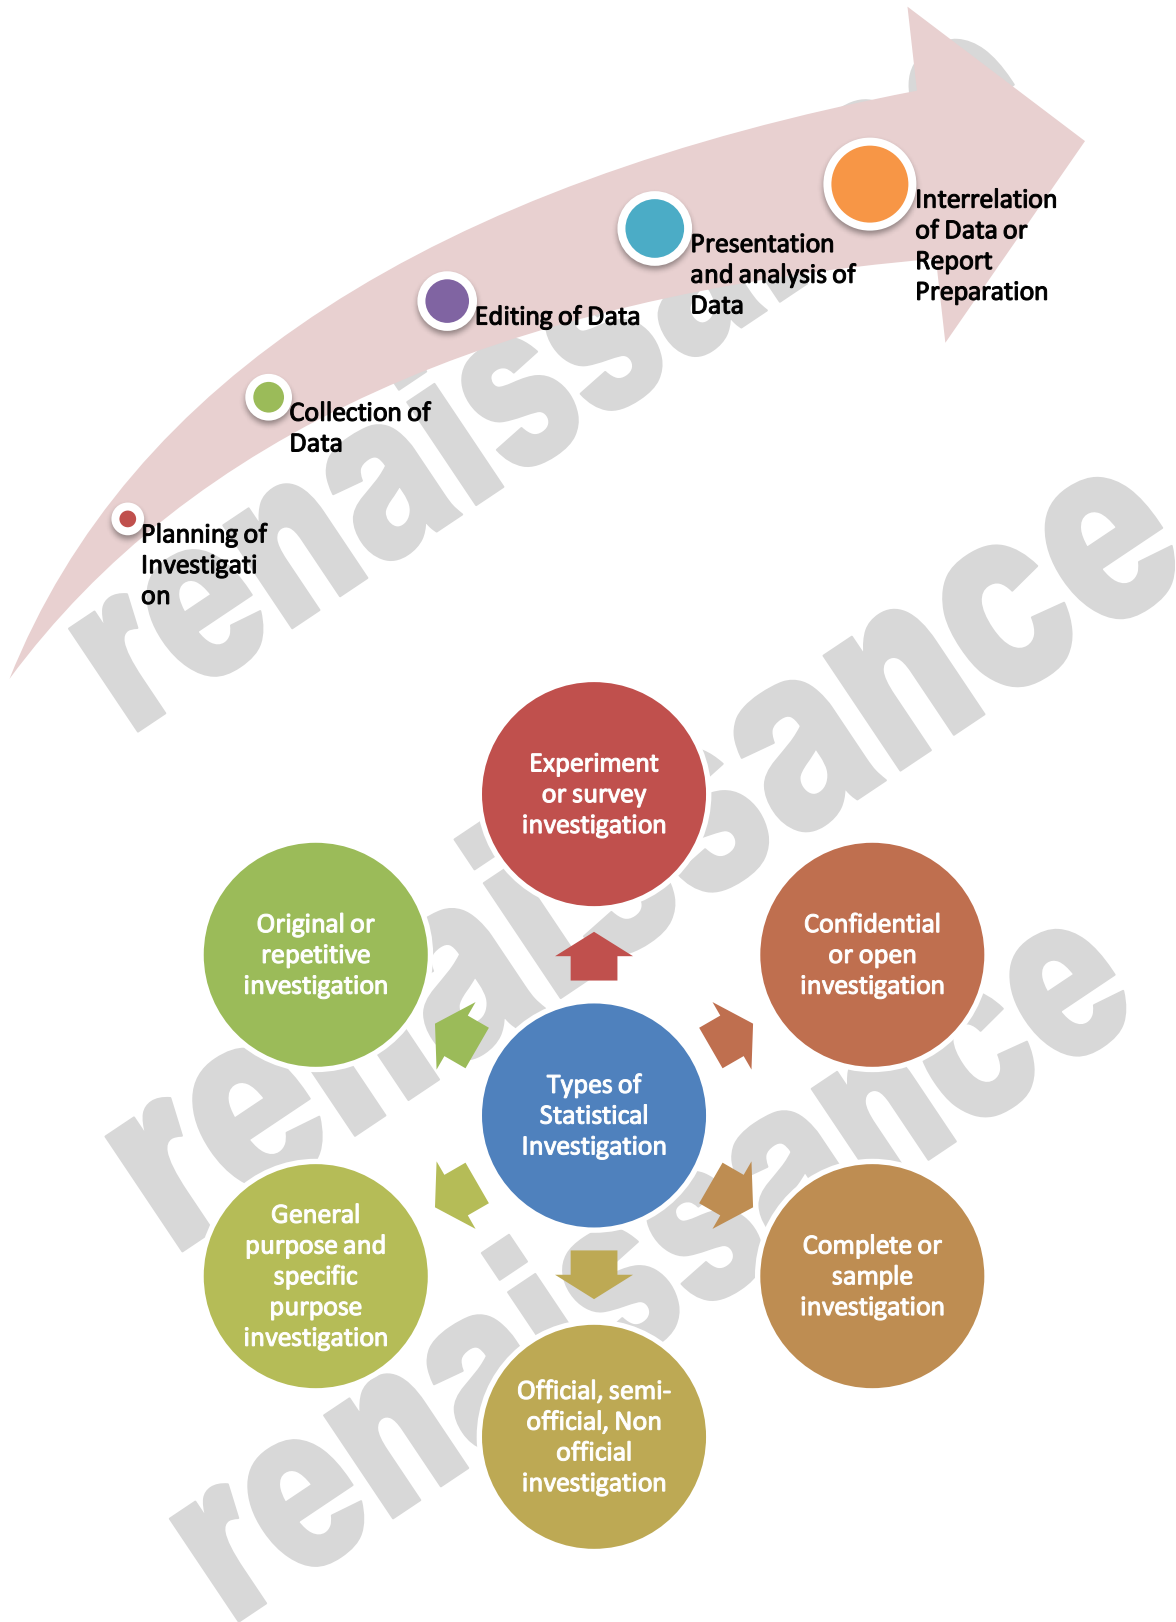 Interrelation
of Data or
Report
Preparation
Presentation
and analysis of
Data
Editing of Data
Collection of
Data
Planning of
Investigati
on
renaissance
Experiment
or survey
investigation
Original or
repetitive
investigation
Confidential
or open
investigation
Types of
Statistical
Investigation
General
purpose and
specific
purpose
investigation
Complete or
sample
investigation
Official, semi-
official, Non
official
investigation
renaissance
renaissance